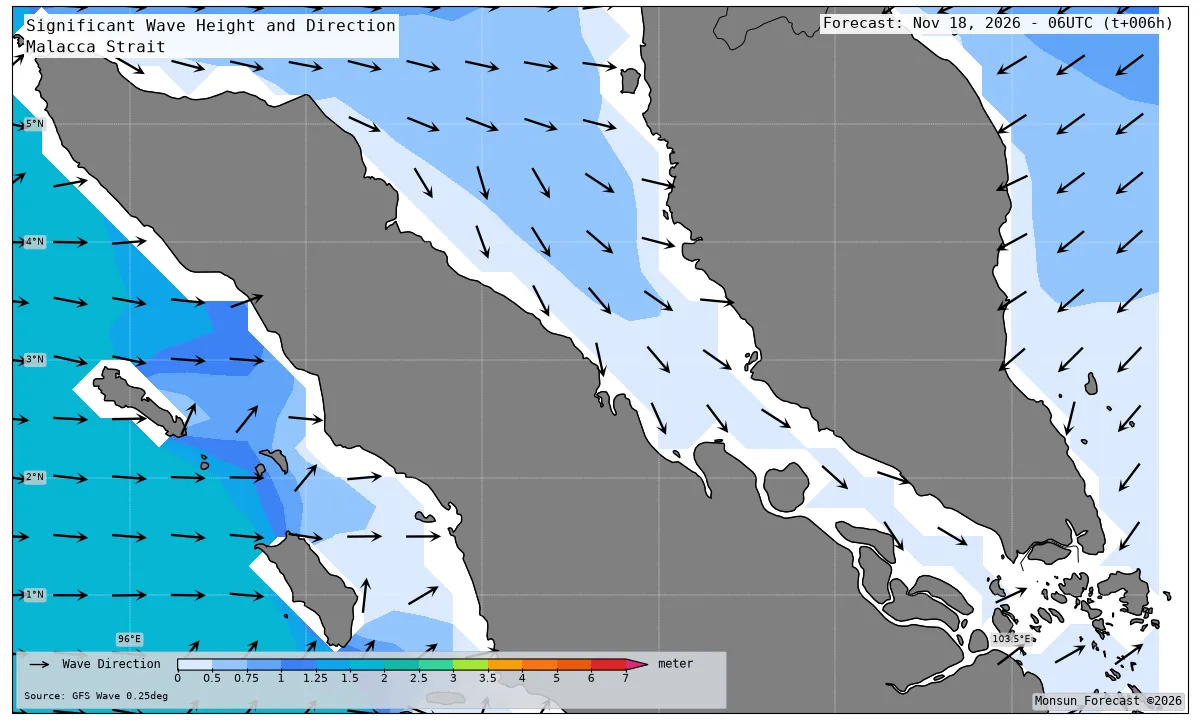 Significant Wave Height and Direction
Malacca Strait
Forecast: Nov 18, 2026 - 06UTC (t+006h)
5°N
4°N
3°N
2°N
1°N
96°E
103.5°E
Wave Direction
0 0.5 0.75 1 1.25 1.5 2 2.5 3 3.5 4 5 6 7
meter
Source: GFS Wave 0.25deg
Monsun Forecast ©2026